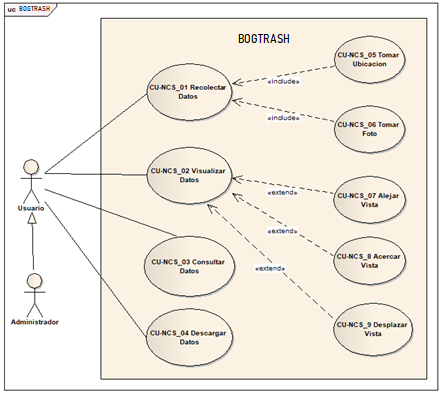 uc BOGTRASH
BOGTRASH
CU-NCS_05 Tomar
Ubicacion
CU-NCS_01 Recolectar
Datos
«include»
«include»
CU-NCS_06 Tomar
Foto
CU-NCS_02 Visualizar
Datos
CU-NCS_07 Alejar
Vista
«extend»
Usuario
«extend»
CU-NCS_8 Acercar
Vista
CU-NCS_03 Consultar
Datos
«extend»
Administrador
CU-NCS_04 Descargar
Datos
CU-NCS_9 Desplazar
Vista